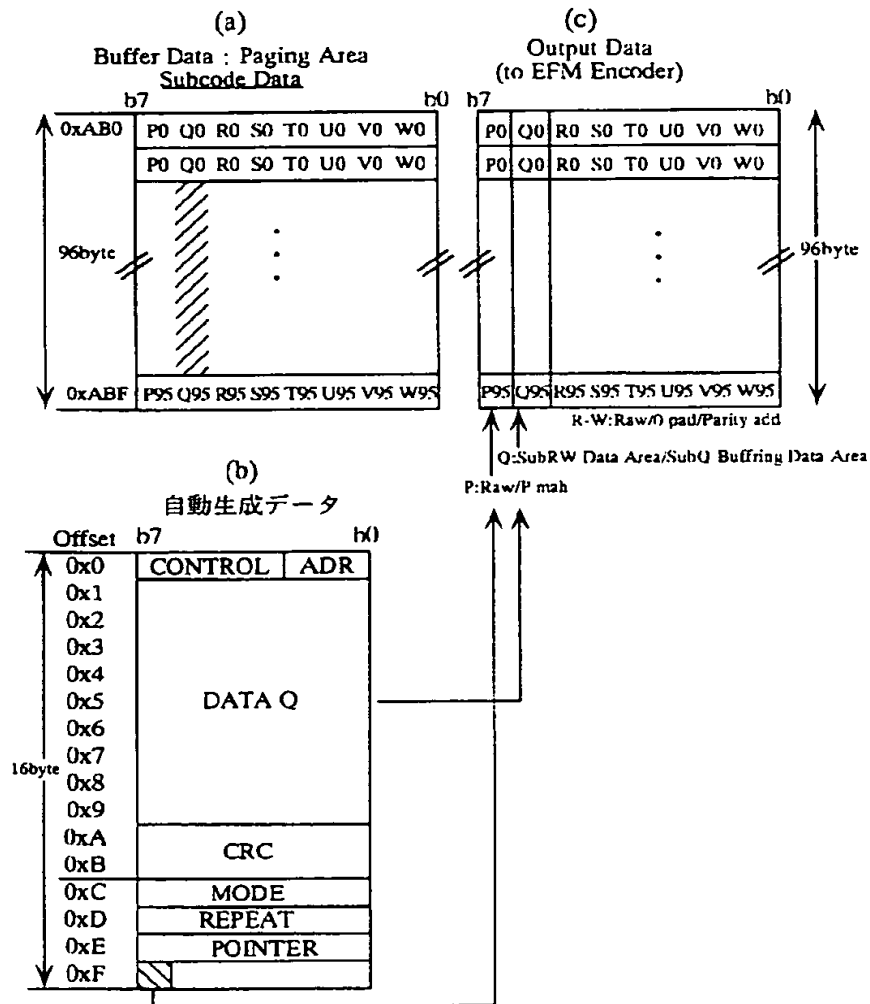 (a)
Buffer Data : Paging Area
Subcode Data
b7 b0
0xAB0 P0 Q0 R0 S0 T0 U0 V0 W0
P0 Q0 R0 S0 T0 U0 V0 W0
96byte
0xABF P95 Q95 R95 S95 T95 U95 V95 W95
(c)
Output Data
(to EFM Encoder)
b7 b0
P0 Q0 R0 S0 T0 U0 V0 W0
P0 Q0 R0 S0 T0 U0 V0 W0
96byte
P95 Q95 R95 S95 T95 U95 V95 W95
R-W:Raw/0 pad/Parity add
Q:SubRW Data Area/SubQ Buffring Data Area
P:Raw/P mah
(b)
自動生成データ
Offset b7 b0
0x0 CONTROL ADR
0x1
0x2
0x3
0x4
0x5 DATA Q
0x6
0x7
16byte
0x8
0x9
0xA
CRC
0xB
0xC MODE
0xD REPEAT
0xE POINTER
0xF